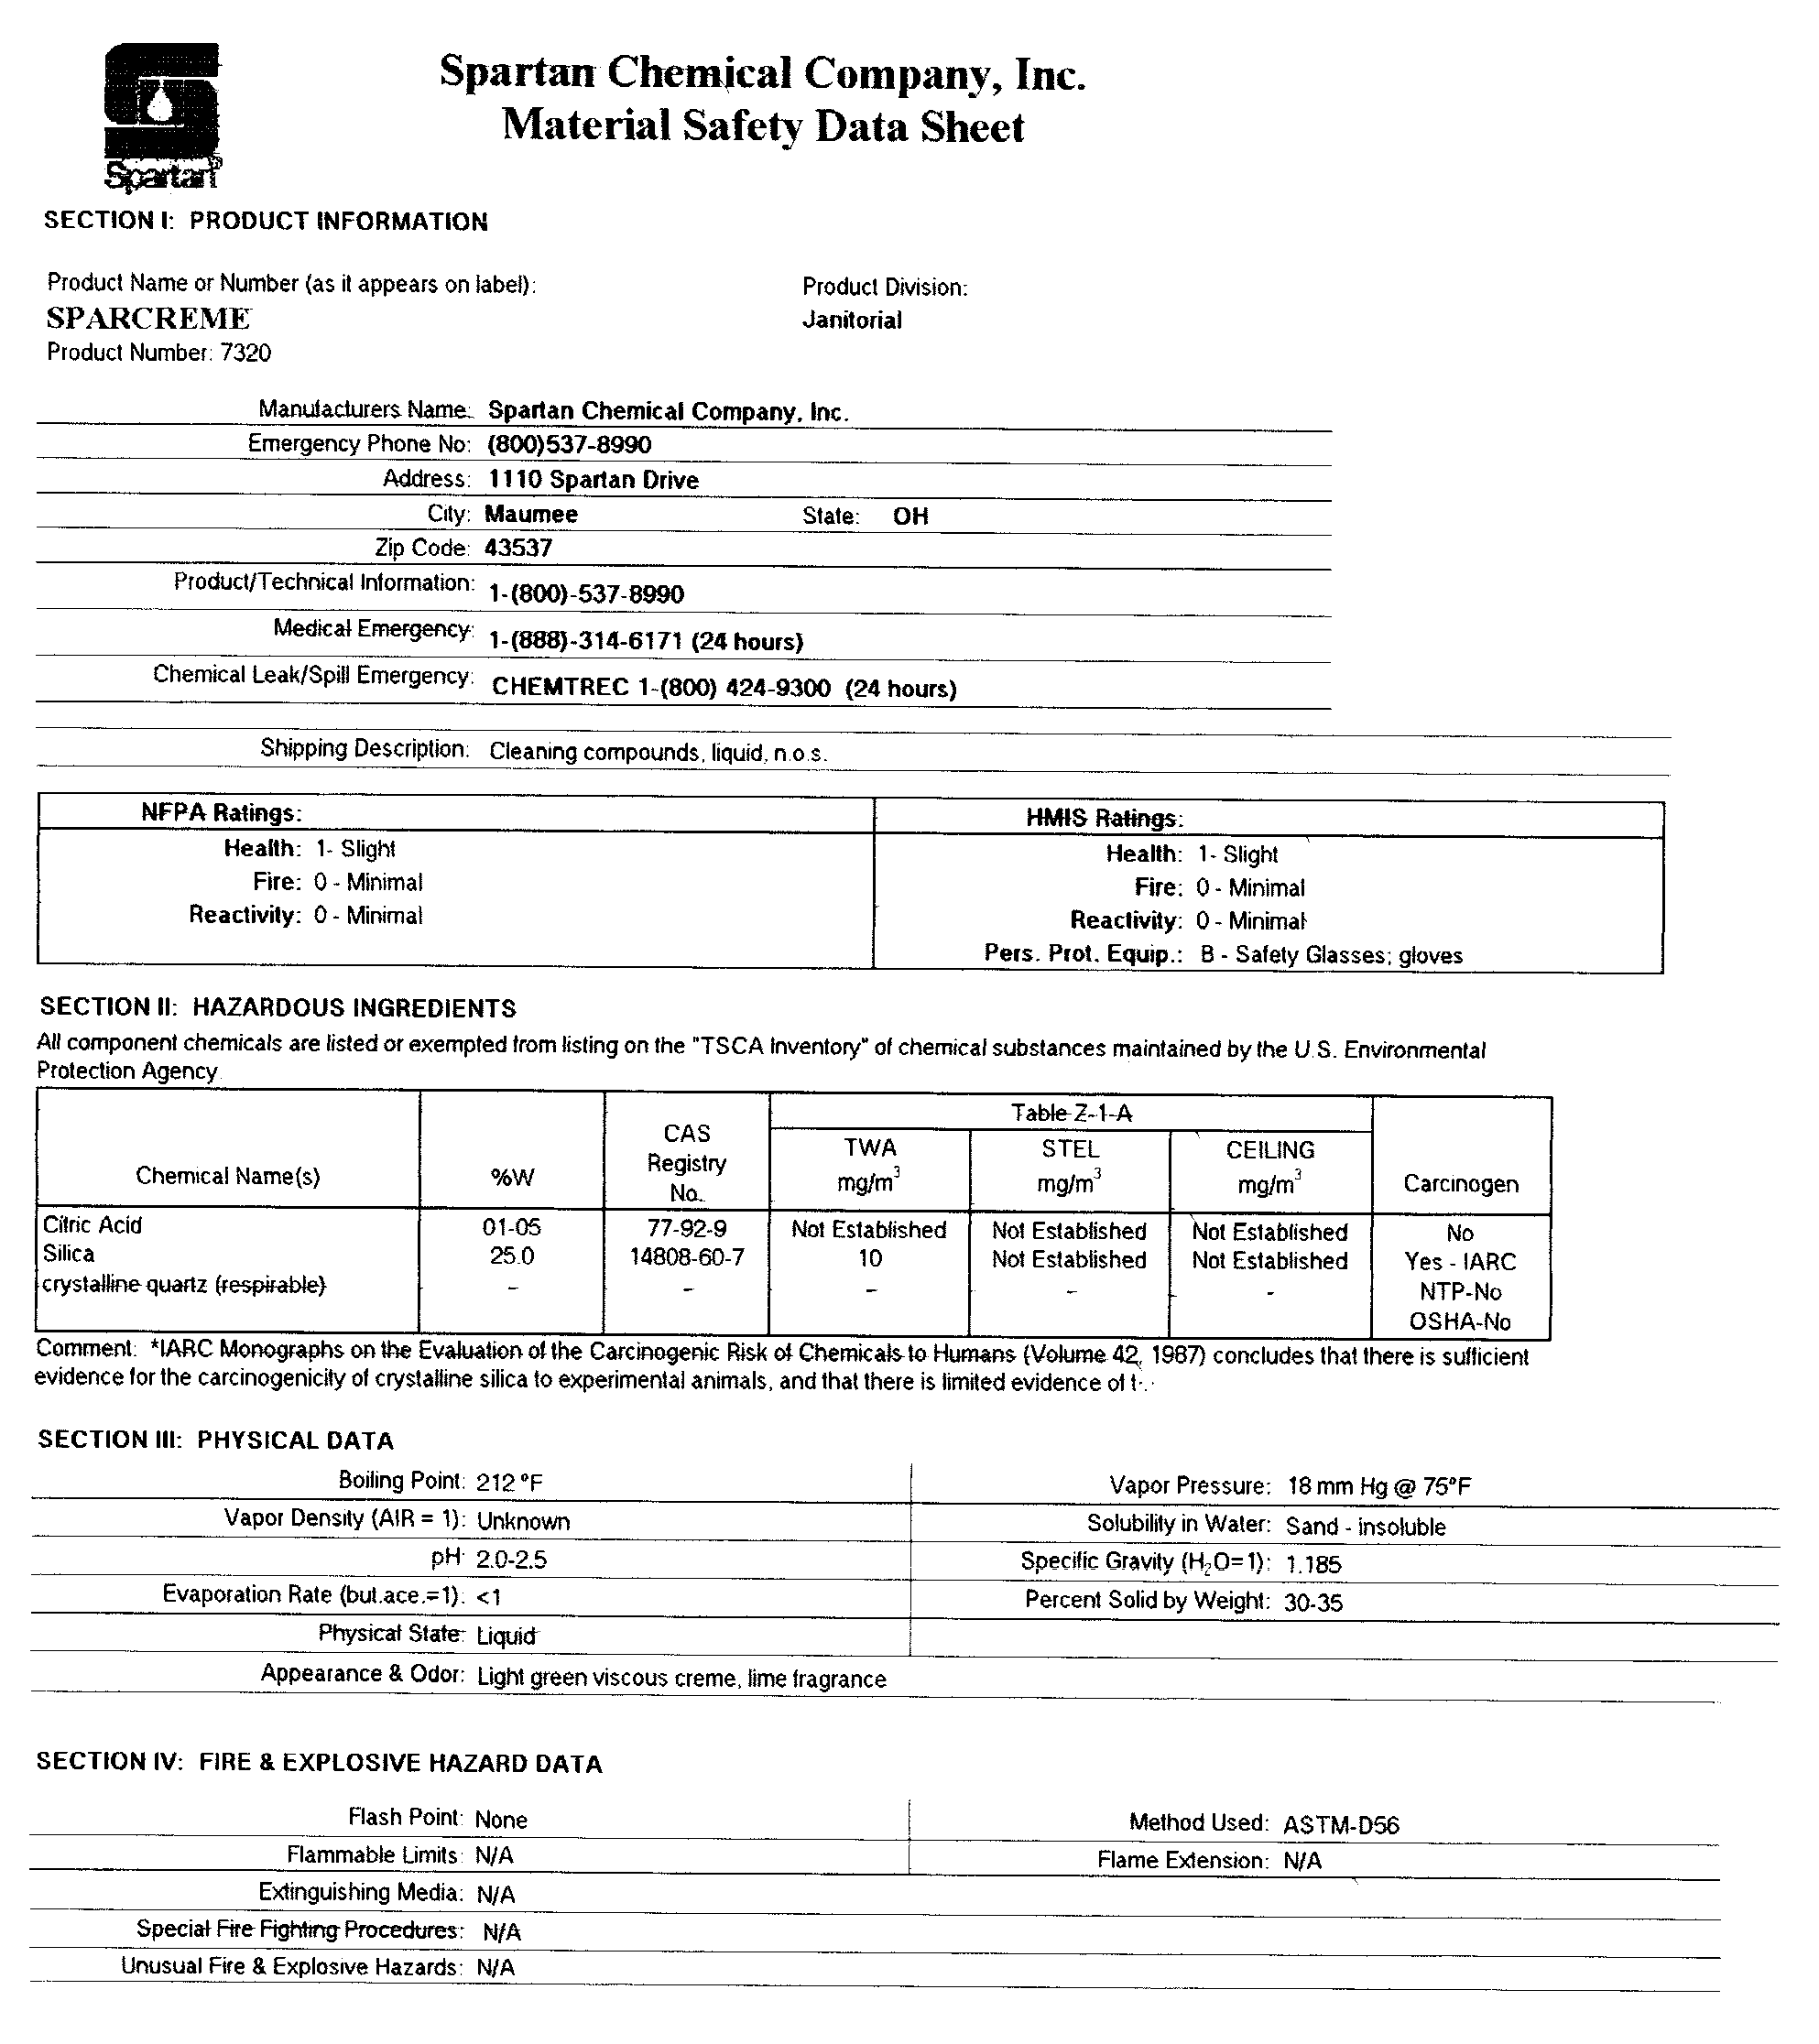 Spartan Chemical Company, Inc.
Material Safety Data Sheet
Spartan®
SECTION I: PRODUCT INFORMATION
Product Name or Number (as it appears on label): Product Division:
SPARCREME Janitorial
Product Number: 7320
Manufacturers Name: Spartan Chemical Company, Inc.
Emergency Phone No: (800)537-8990
Address: 1110 Spartan Drive
City: Maumee State: OH
Zip Code: 43537
Product/Technical Information: 1-(800)-537-8990
Medical Emergency: 1-(888)-314-6171 (24 hours)
Chemical Leak/Spill Emergency: CHEMTREC 1-(800) 424-9300 (24 hours)
Shipping Description: Cleaning compounds, liquid, n.o.s.
NFPA Ratings: HMIS Ratings:
Health: 1- Slight Health: 1- Slight
Fire: 0 - Minimal Fire: 0 - Minimal
Reactivity: 0 - Minimal Reactivity: 0 - Minimal
Pers. Prot. Equip.: B - Safety Glasses; gloves
SECTION II: HAZARDOUS INGREDIENTS
All component chemicals are listed or exempted from listing on the "TSCA Inventory" of chemical substances maintained by the U.S. Environmental
Protection Agency
Table Z-1-A
CAS TWA STEL CEILING
Registry
Chemical Name(s) %W No. mg/m³ mg/m³ mg/m³ Carcinogen
Citric Acid 01-05 77-92-9 Not Established Not Established Not Established No
Silica 25.0 14808-60-7 10 Not Established Not Established Yes - IARC
crystalline quartz (respirable) - - - - - NTP-No
OSHA-No
Comment: *IARC Monographs on the Evaluation of the Carcinogenic Risk of Chemicals to Humans (Volume 42, 1987) concludes that there is sufficient
evidence for the carcinogenicity of crystalline silica to experimental animals, and that there is limited evidence of
SECTION III: PHYSICAL DATA
Boiling Point: 212 ºF Vapor Pressure: 18 mm Hg @ 75ºF
Vapor Density (AIR = 1): Unknown Solubility in Water: Sand - insoluble
pH: 2.0-2.5 Specific Gravity (H₂O=1): 1.185
Evaporation Rate (but.ace.=1): <1 Percent Solid by Weight: 30-35
Physical State: Liquid
Appearance & Odor: Light green viscous creme, lime fragrance
SECTION IV: FIRE & EXPLOSIVE HAZARD DATA
Flash Point: None Method Used: ASTM-D56
Flammable Limits: N/A Flame Extension: N/A
Extinguishing Media: N/A
Special Fire Fighting Procedures: N/A
Unusual Fire & Explosive Hazards: N/A